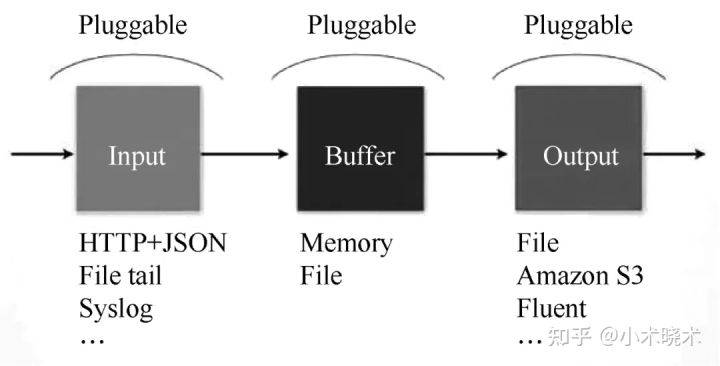 Pluggable
Pluggable
Pluggable
Input
Buffer
Output
HTTP+JSON
File tail
Syslog
...
Memory
File
File
Amazon S3
Fluent
...
知乎 @小术晓术